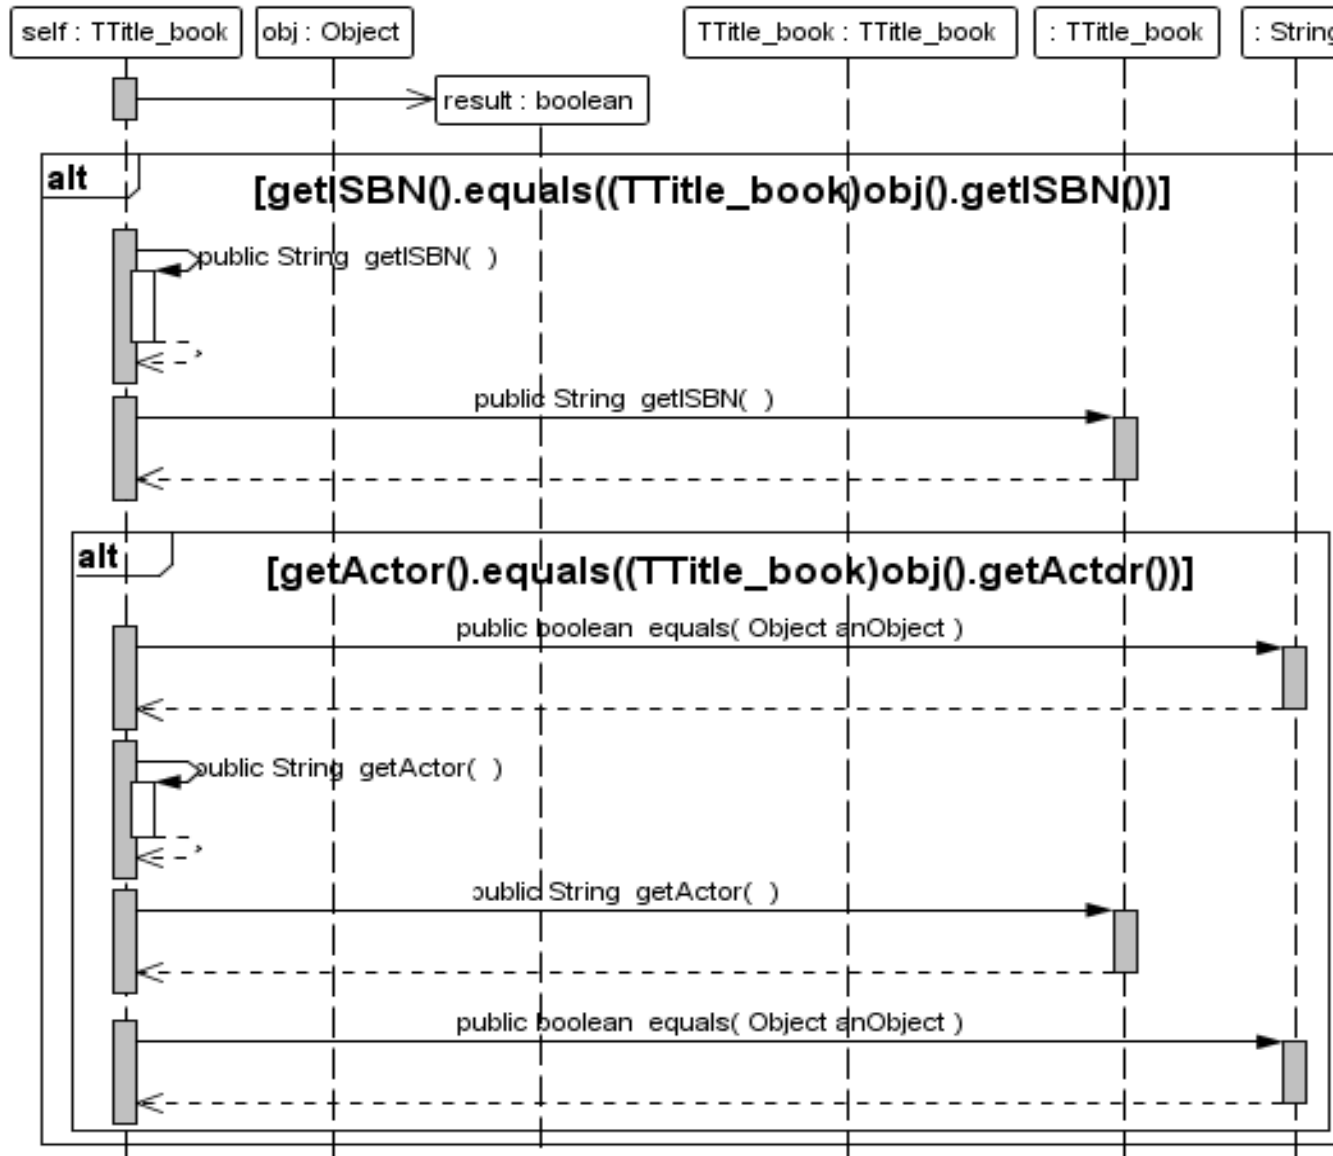 self : TTitle_book
obj : Object
TTitle_book : TTitle_book
: TTitle_book
: String
result : boolean
alt
[getISBN().equals((TTitle_book)obj().getISBN())]
public String getISBN( )
public String getISBN( )
alt
[getActor().equals((TTitle_book)obj().getActor())]
public boolean equals( Object anObject )
public String getActor( )
public String getActor( )
public boolean equals( Object anObject )